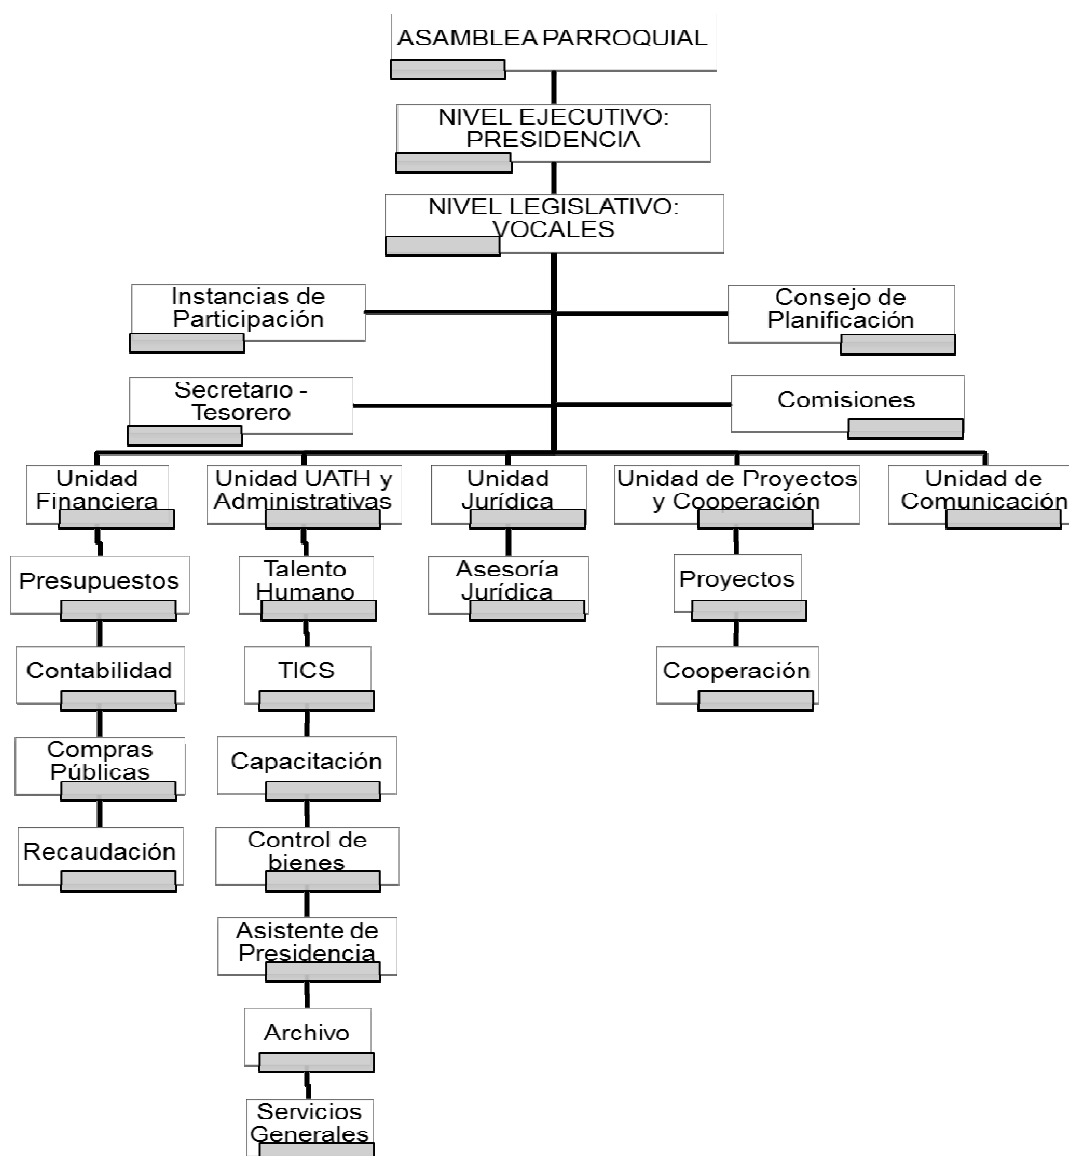 ASAMBLEA PARROQUIAL
NIVEL EJECUTIVO:
PRESIDENCIA
NIVEL LEGISLATIVO:
VOCALES
Instancias de
Participación
Consejo de
Planificación
Secretario -
Tesorero
Comisiones
Unidad
Financiera
Unidad UATH y
Administrativas
Unidad
Jurídica
Unidad de Proyectos
y Cooperación
Unidad de
Comunicación
Presupuestos
Talento
Humano
Asesoría
Jurídica
Proyectos
Contabilidad
TICS
Cooperación
Compras
Públicas
Capacitación
Recaudación
Control de
bienes
Asistente de
Presidencia
Archivo
Servicios
Generales